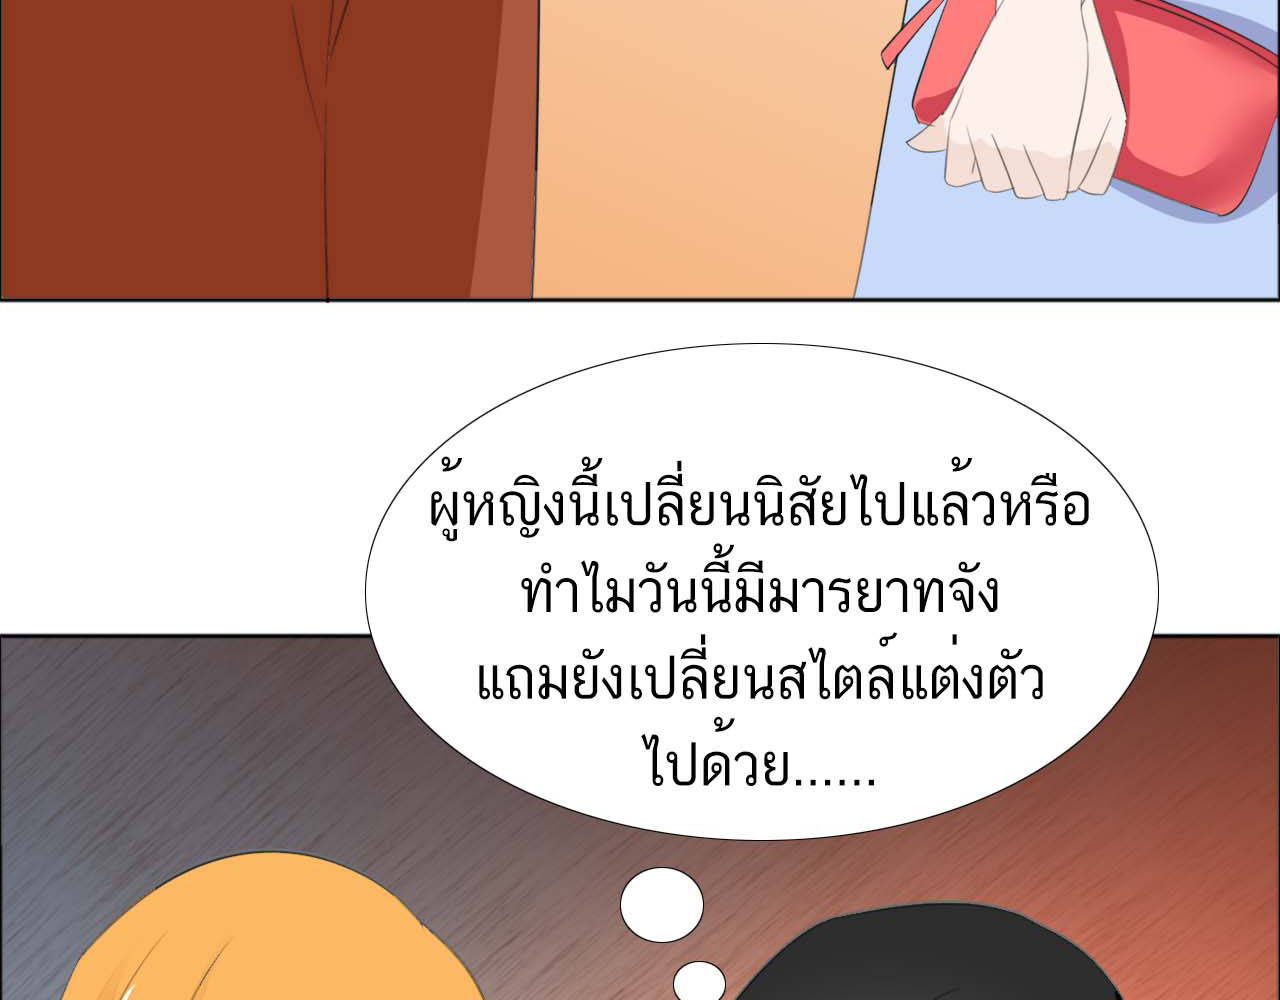 ผู้หญิงนี้เปลี่ยนนิสัยไปแล้วหรือ
ทำไมวันนี้มีมารยาทจัง
แถมยังเปลี่ยนสไตล์แต่งตัว
ไปด้วย......